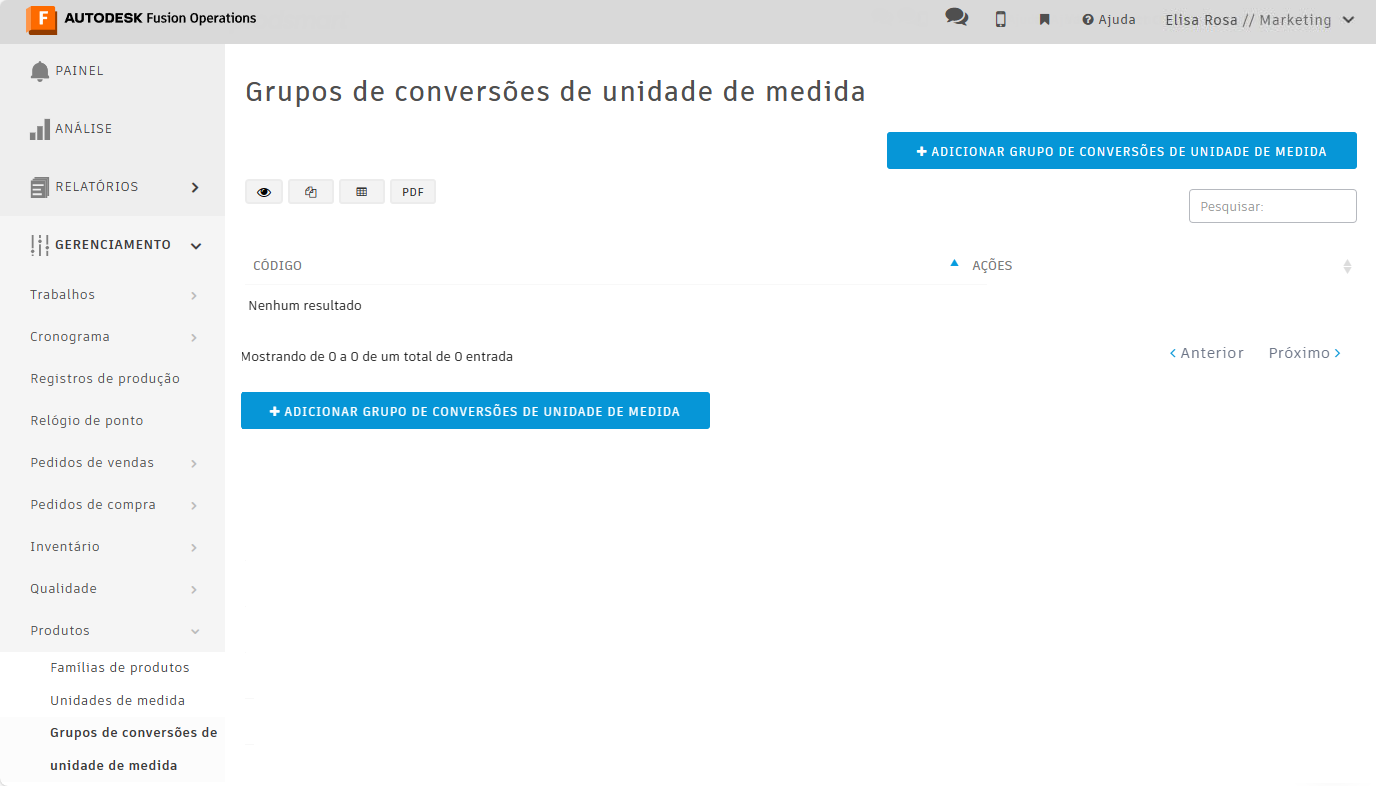 AUTODESK Fusion Operations
Ajuda
Elisa Rosa // Marketing
PAINEL
ANÁLISE
RELATÓRIOS
GERENCIAMENTO
Trabalhos
Cronograma
Registros de produção
Relógio de ponto
Pedidos de vendas
Pedidos de compra
Inventário
Qualidade
Produtos
Famílias de produtos
Unidades de medida
Grupos de conversões de
unidade de medida
Grupos de conversões de unidade de medida
ADICIONAR GRUPO DE CONVERSÕES DE UNIDADE DE MEDIDA
PDF
Pesquisar:
CÓDIGO
AÇÕES
Nenhum resultado
Mostrando de 0 a 0 de um total de 0 entrada
Anterior
Próximo
ADICIONAR GRUPO DE CONVERSÕES DE UNIDADE DE MEDIDA